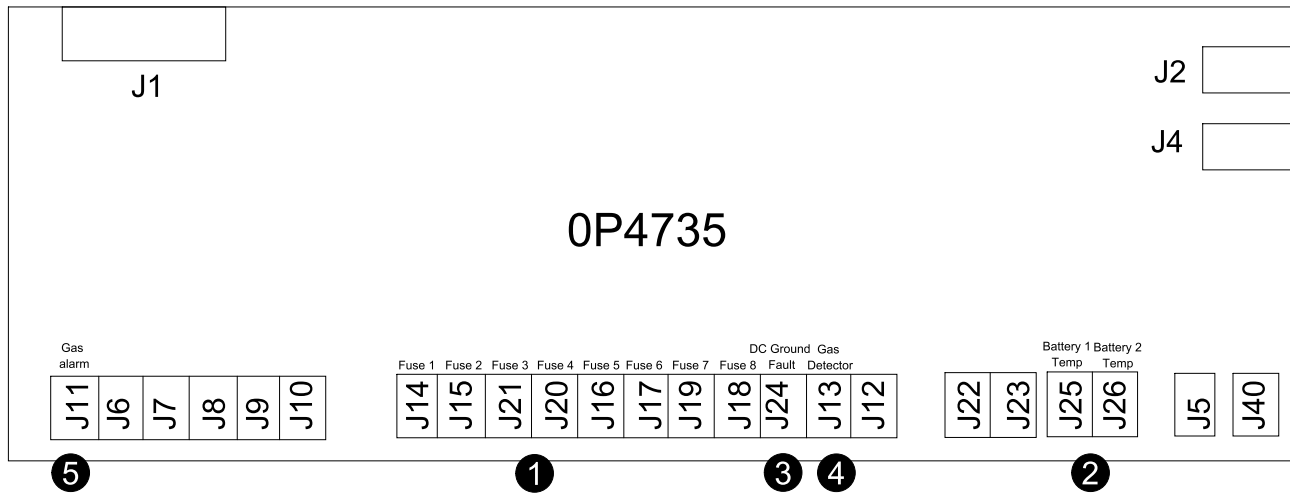 J1
J2
J4
0P4735
Gas alarm
Fuse 1 Fuse 2 Fuse 3 Fuse 4 Fuse 5 Fuse 6 Fuse 7 Fuse 8
DC Ground Fault
Gas Detector
Battery 1 Temp
Battery 2 Temp
J11 J6 J7 J8 J9 J10 J14 J15 J21 J20 J16 J17 J19 J18 J24 J13 J12 J22 J23 J25 J26 J5 J40
5 1 3 4 2